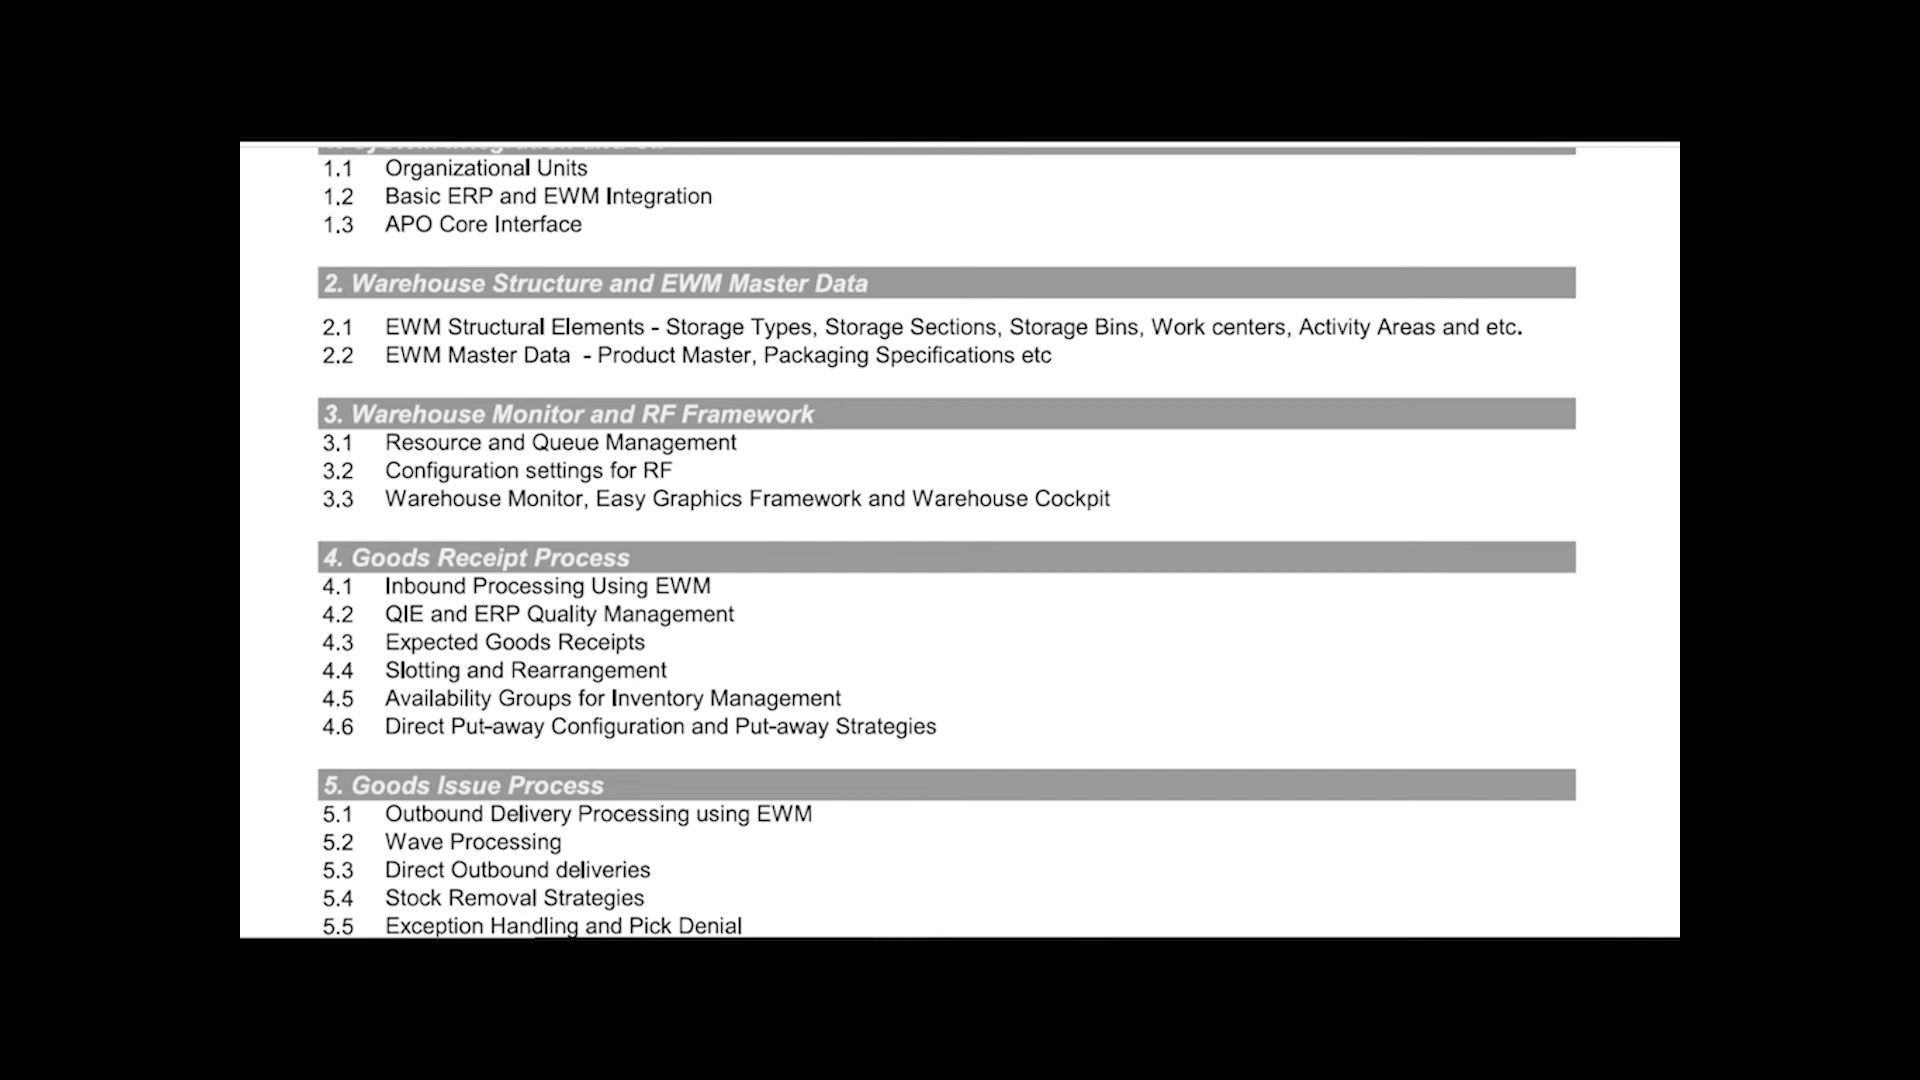 1.1 Organizational Units
1.2 Basic ERP and EWM Integration
1.3 APO Core Interface
2. Warehouse Structure and EWM Master Data
2.1 EWM Structural Elements - Storage Types, Storage Sections, Storage Bins, Work centers, Activity Areas and etc.
2.2 EWM Master Data - Product Master, Packaging Specifications etc
3. Warehouse Monitor and RF Framework
3.1 Resource and Queue Management
3.2 Configuration settings for RF
3.3 Warehouse Monitor, Easy Graphics Framework and Warehouse Cockpit
4. Goods Receipt Process
4.1 Inbound Processing Using EWM
4.2 QIE and ERP Quality Management
4.3 Expected Goods Receipts
4.4 Slotting and Rearrangement
4.5 Availability Groups for Inventory Management
4.6 Direct Put-away Configuration and Put-away Strategies
5. Goods Issue Process
5.1 Outbound Delivery Processing using EWM
5.2 Wave Processing
5.3 Direct Outbound deliveries
5.4 Stock Removal Strategies
5.5 Exception Handling and Pick Denial